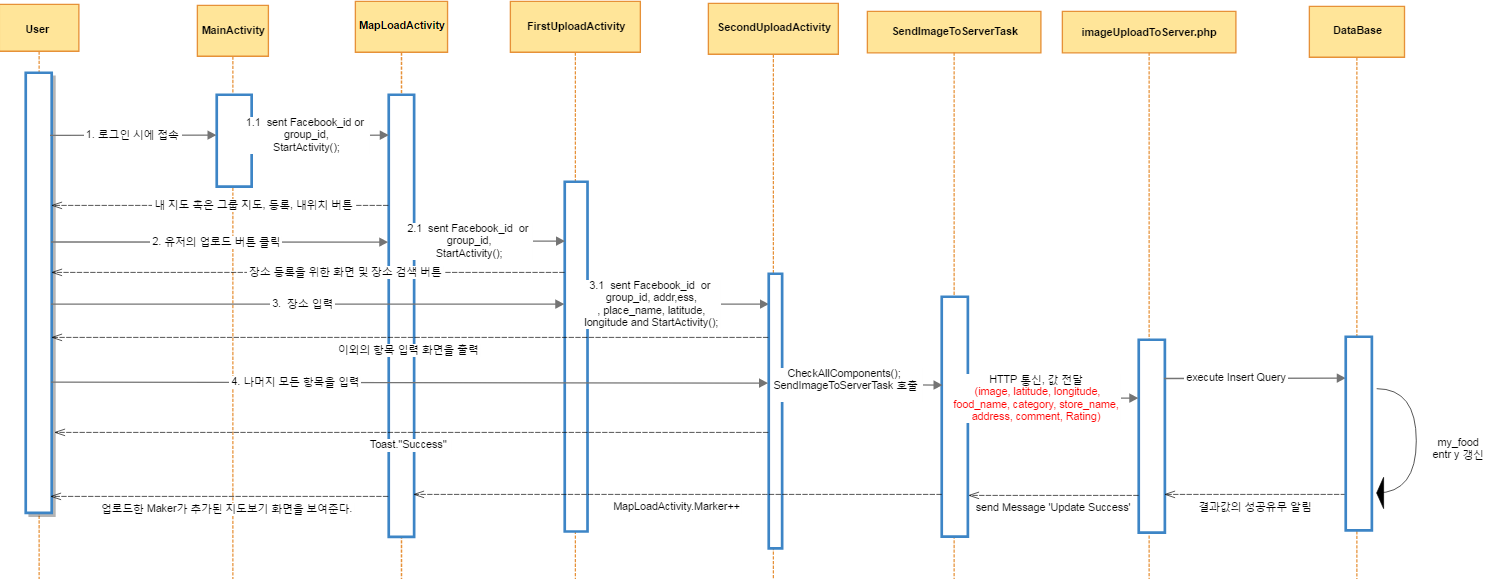 User
MainActivity
MapLoadActivity
FirstUploadActivity
SecondUploadActivity
SendImageToServerTask
imageUploadToServer.php
DataBase
1. 로그인 시에 접속
1.1 sent Facebook_id or
group_id,
StartActivity();
내 지도 혹은 그룹 지도, 등록, 내위치 버튼
2. 유저의 업로드 버튼 클릭
2.1 sent Facebook_id or
group_id,
StartActivity();
장소 등록을 위한 화면 및 장소 검색 버튼
3. 장소 입력
3.1 sent Facebook_id or
group_id, addr,ess,
, place_name, latitude,
longitude and StartActivity();
이외의 항목 입력 화면을 출력
4. 나머지 모든 항목을 입력
CheckAllComponents();
SendImageToServerTask 호출
HTTP 통신, 값 전달
(image, latitude, longitude,
food_name, category, store_name,
address, comment, Rating)
execute Insert Query
my_food
entr y 갱신
Toast."Success"
업로드한 Maker가 추가된 지도보기 화면을 보여준다.
MapLoadActivity.Marker++
send Message 'Update Success'
결과값의 성공유무 알림